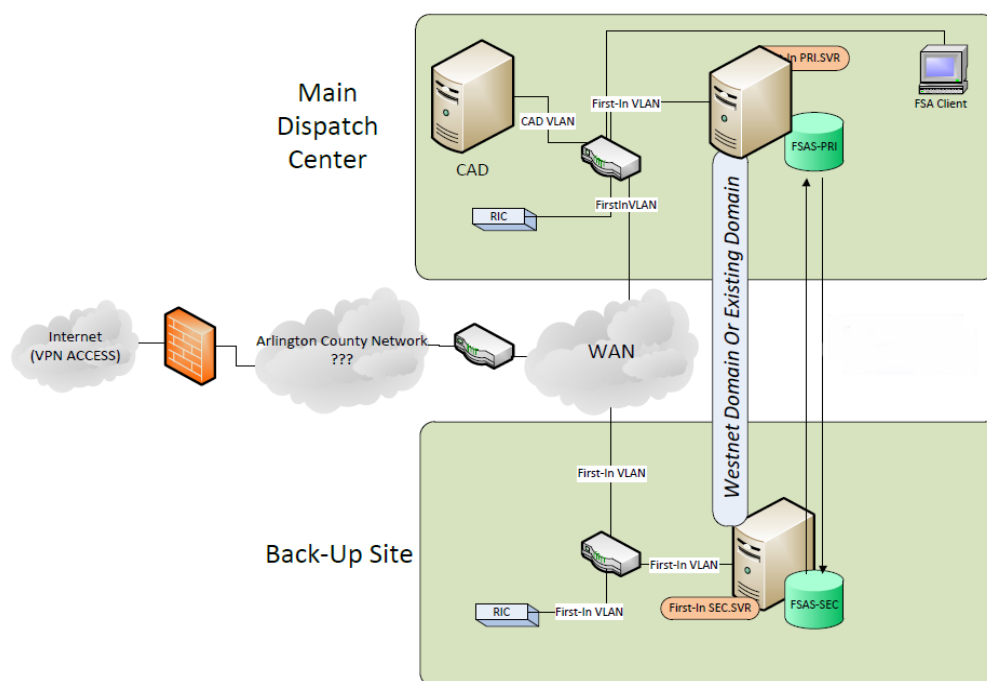 Main
Dispatch
Center
CAD
CAD VLAN
First-In VLAN
-In PRI.SVR
FSAS-PRI
FSA Client
RIC
FirstInVLAN
Westnet Domain Or Existing Domain
Internet
(VPN ACCESS)
Arlington County Network
???
WAN
Back-Up Site
First-In VLAN
First-In VLAN
RIC
First-In VLAN
First-In SEC.SVR
FSAS-SEC